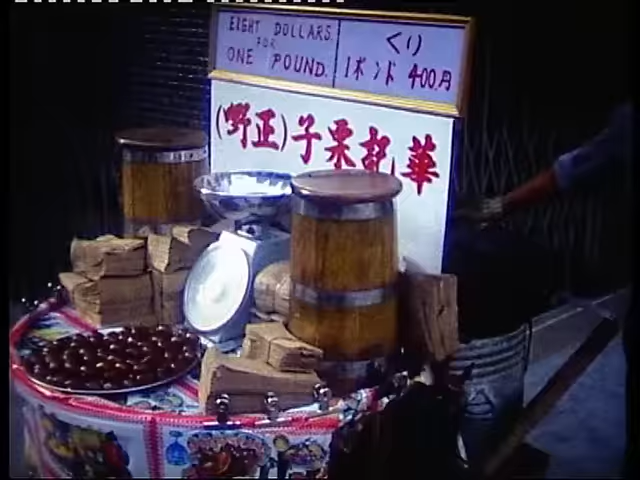 EIGHT DOLLARS.
FOR
ONE POUND.
くり
1ポンド 400円
華記栗子(正野)